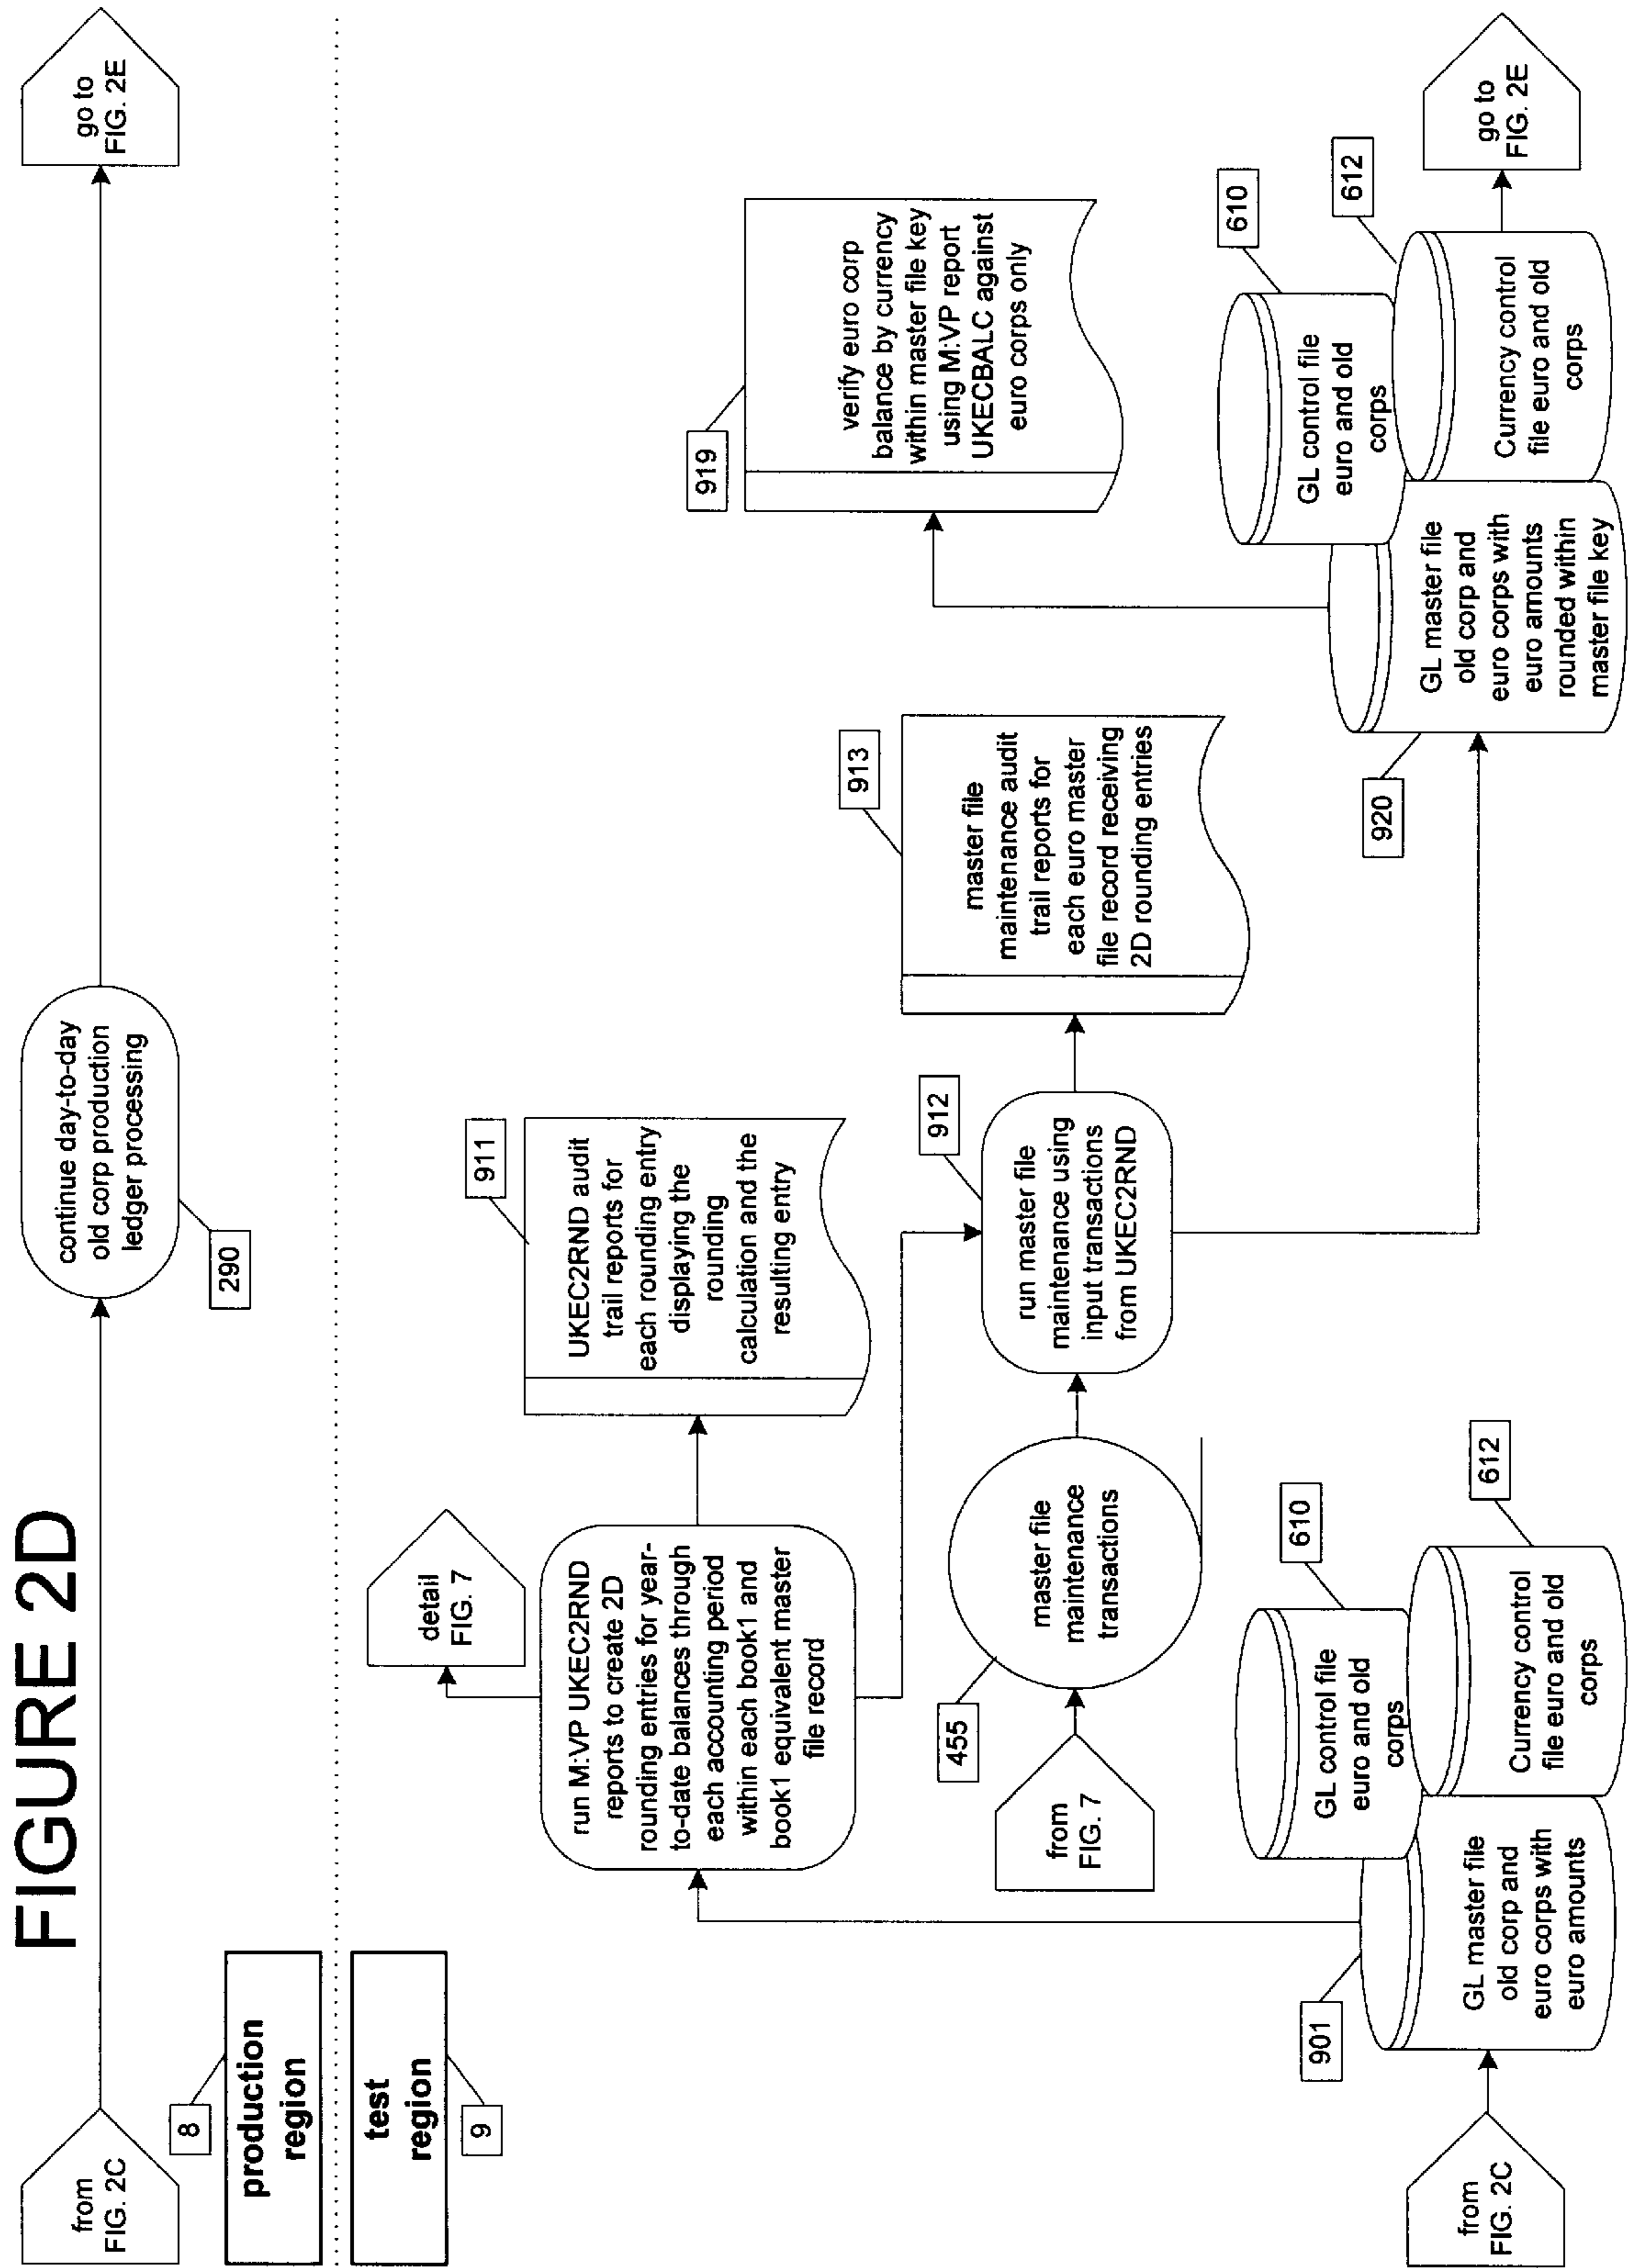 FIGURE 2D
from
FIG. 2C
continue day-to-day
old corp production
ledger processing
290
go to
FIG. 2E
8
production
region
test
region
9
detail
FIG. 7
run M:VP UKEC2RND
reports to create 2D
rounding entries for year-
to-date balances through
each accounting period
within each book1 and
book1 equivalent master
file record
911
UKEC2RND audit
trail reports for
each rounding entry
displaying the
rounding
calculation and the
resulting entry
from
FIG. 7
455
master file
maintenance
transactions
912
run master file
maintenance using
input transactions
from UKEC2RND
913
master file
maintenance audit
trail reports for
each euro master
file record receiving
2D rounding entries
919
verify euro corp
balance by currency
within master file key
using M:VP report
UKECBALC against
euro corps only
from
FIG. 2C
901
GL master file
old corp and
euro corps with
euro amounts
610
GL control file
euro and old
corps
612
Currency control
file euro and old
corps
920
GL master file
old corp and
euro corps with
euro amounts
rounded within
master file key
610
GL control file
euro and old
corps
612
Currency control
file euro and old
corps
go to
FIG. 2E